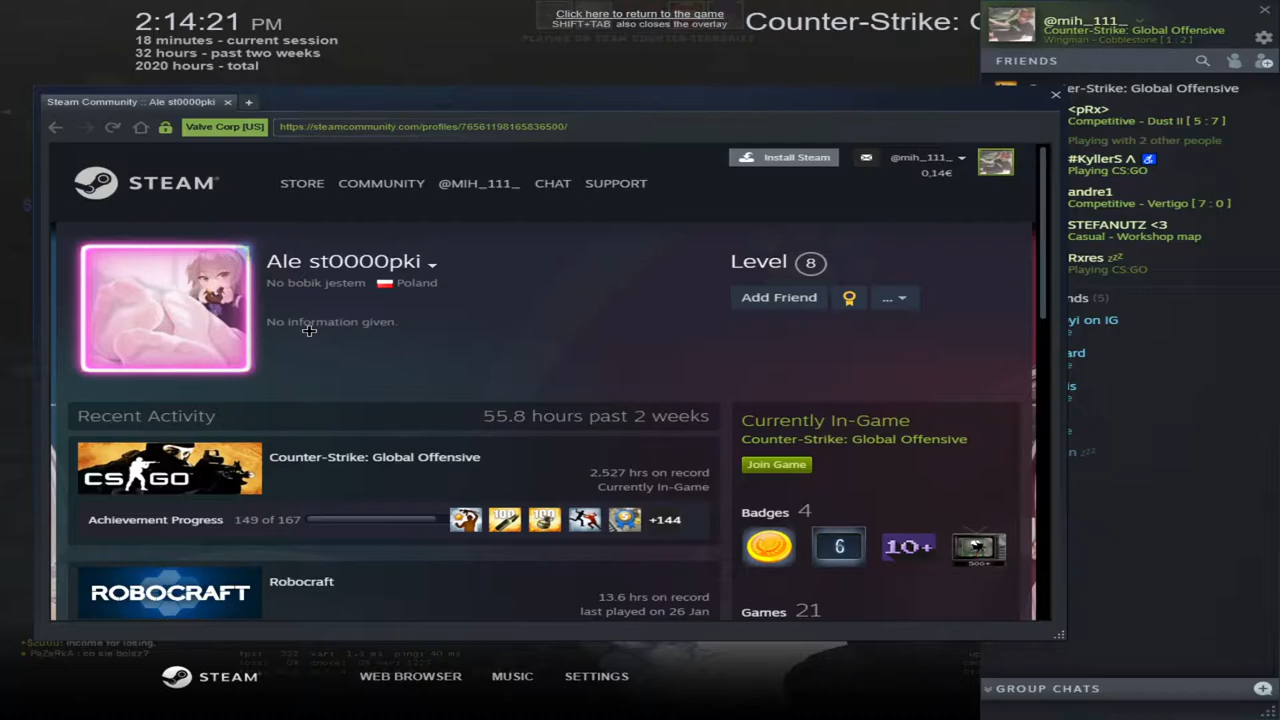 2:14:21 PM
18 minutes - current session
32 hours - past two weeks
2020 hours - total
Click here to return to the game
SHIFT+TAB also closes the overlay
Counter-Strike:
@mih_111_
Counter-Strike: Global Offensive
Wingman - Cobblestone [ 1 : 2 ]
FRIENDS
er-Strike: Global Offensive
<pRx>
Competitive - Dust II [ 5 : 7 ]
Playing with 2 other people
#KyllerS Λ
Playing CS:GO
andre1
Competitive - Vertigo [ 7 : 0 ]
STEFANUTZ <3
Casual - Workshop map
Rxres zzz
Playing CS:GO
nds (5)
yi on IG
ard
is
GROUP CHATS
Steam Community :: Ale st0000pki
Valve Corp [US]
https://steamcommunity.com/profiles/76561198165836500/
Install Steam
@mih_111_
0,14€
STEAM
STORE COMMUNITY @MIH_111_ CHAT SUPPORT
Ale st0000pki
No bobik jestem Poland
No information given.
Level 8
Add Friend
...
Recent Activity 55.8 hours past 2 weeks
CS GO
Counter-Strike: Global Offensive
2,527 hrs on record
Currently In-Game
Achievement Progress 149 of 167
100
100
+144
ROBOCRAFT
Robocraft
13.6 hrs on record
last played on 26 Jan
Currently In-Game
Counter-Strike: Global Offensive
Join Game
Badges 4
6
10+
500+
Games 21
+$2000: Income for losing.
STEAM
WEB BROWSER MUSIC SETTINGS